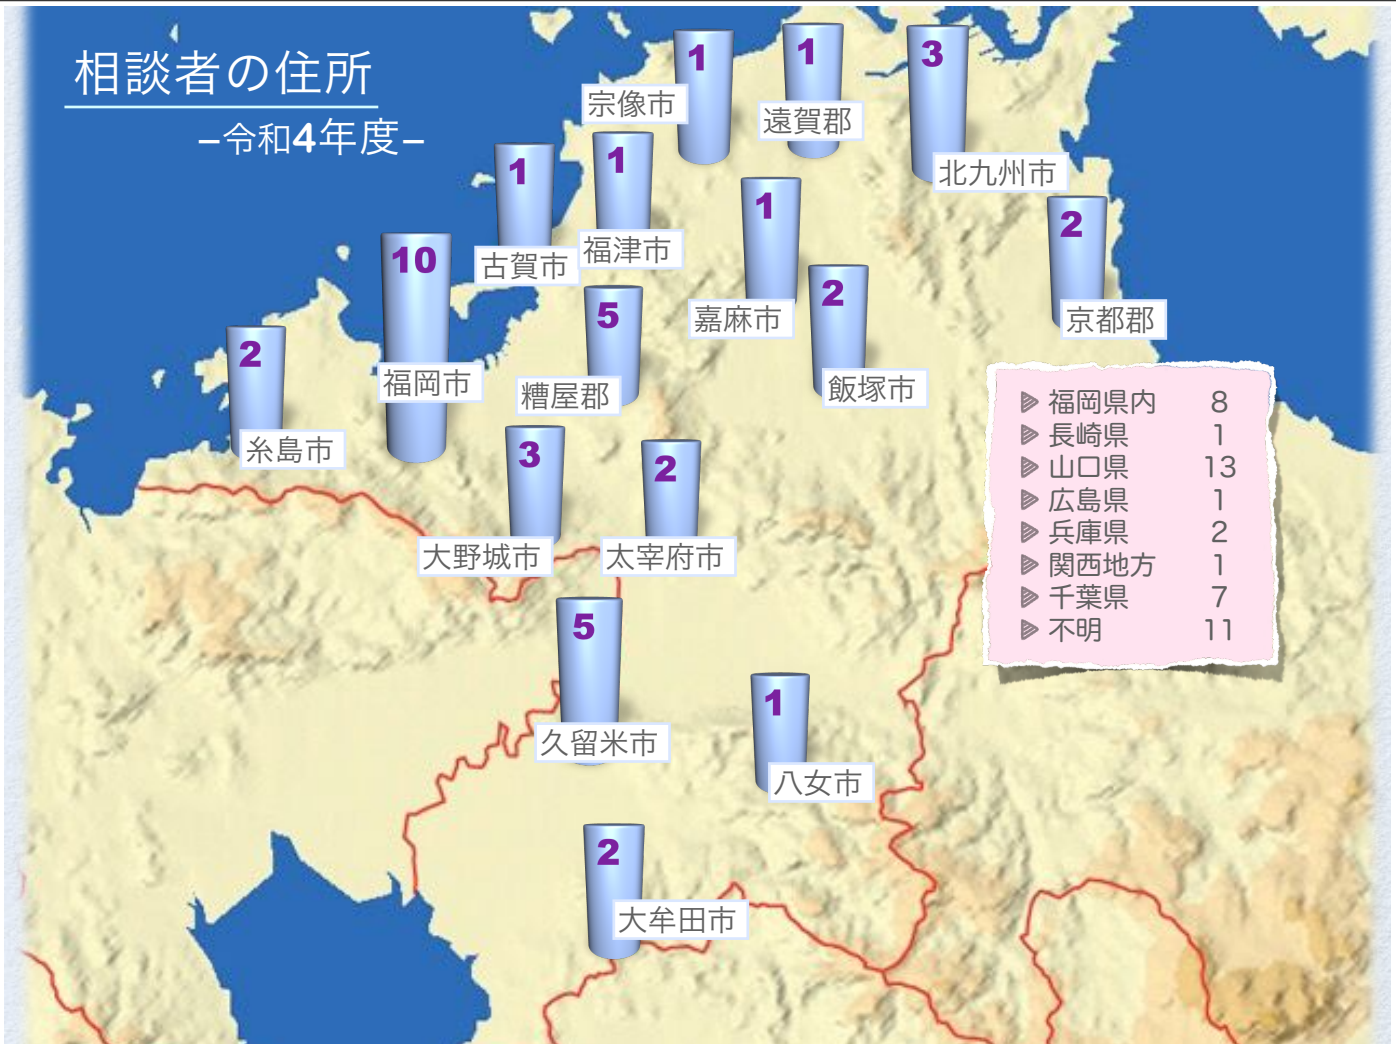 相談者の住所
–令和4年度–
1
宗像市
1
遠賀郡
3
北九州市
1
古賀市
1
福津市
1
嘉麻市
2
京都郡
10
福岡市
5
糟屋郡
2
飯塚市
2
糸島市
3
大野城市
2
太宰府市
福岡県内 8
長崎県 1
山口県 13
広島県 1
兵庫県 2
関西地方 1
千葉県 7
不明 11
5
久留米市
1
八女市
2
大牟田市